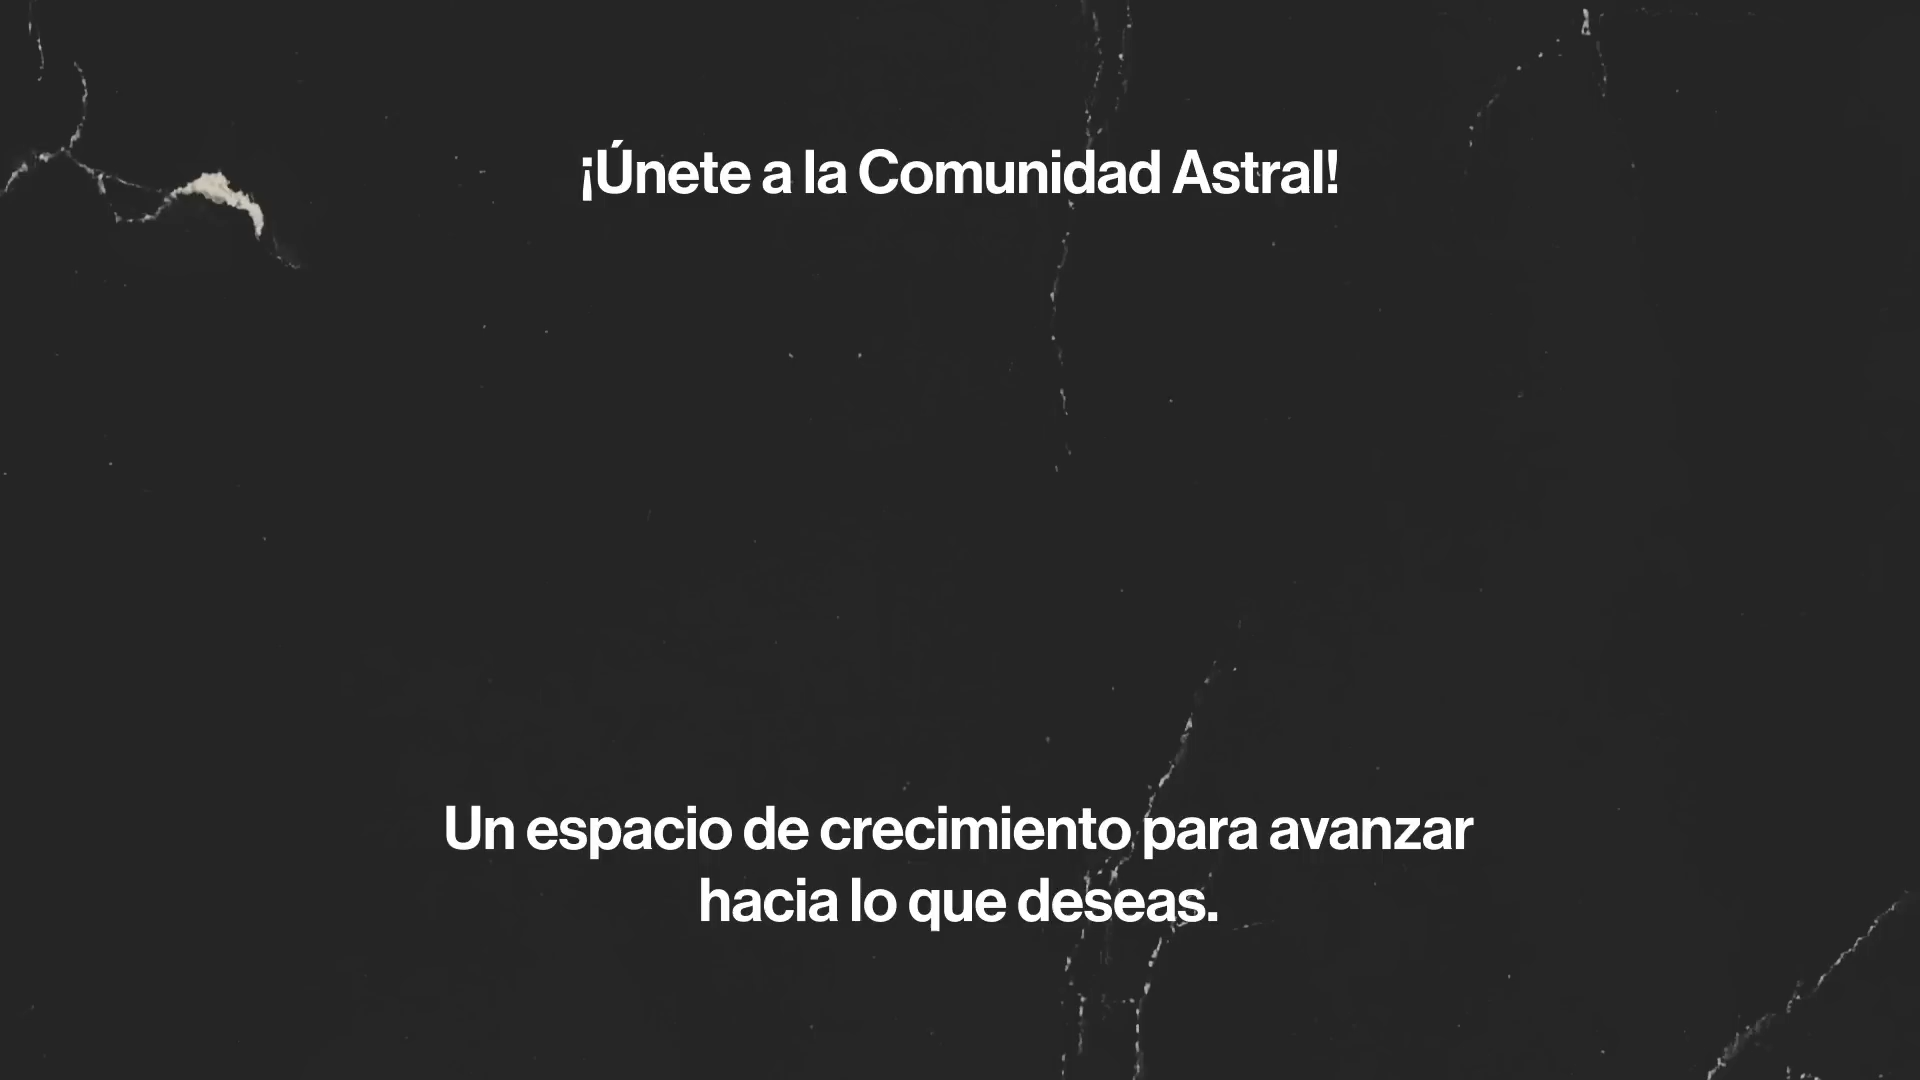 ¡Únete a la Comunidad Astral!
Un espacio de crecimiento para avanzar
hacia lo que deseas.